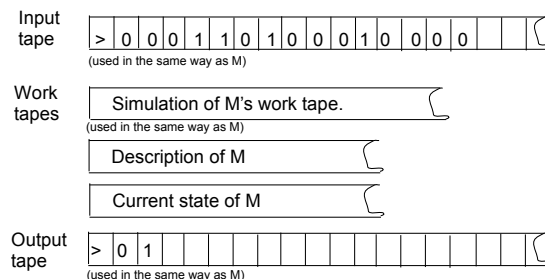 Input
tape
> 0 0 0 1 1 0 1 0 0 0 1 0 0 0 0
(used in the same way as M)
Work
tapes
Simulation of M’s work tape.
(used in the same way as M)
Description of M
Current state of M
Output
tape
> 0 1
(used in the same way as M)